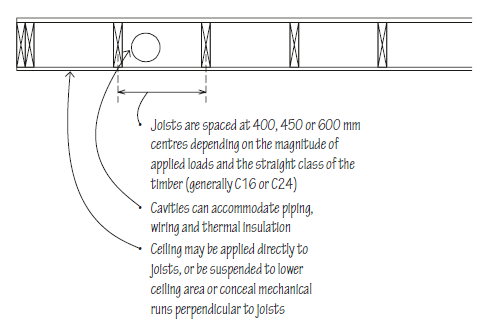 Joists are spaced at 400, 450 or 600 mm
centres depending on the magnitude of
applied loads and the straight class of the
timber (generally C16 or C24)
Cavities can accommodate piping,
wiring and thermal insulation
Ceiling may be applied directly to
joists, or be suspended to lower
ceiling area or conceal mechanical
runs perpendicular to joists